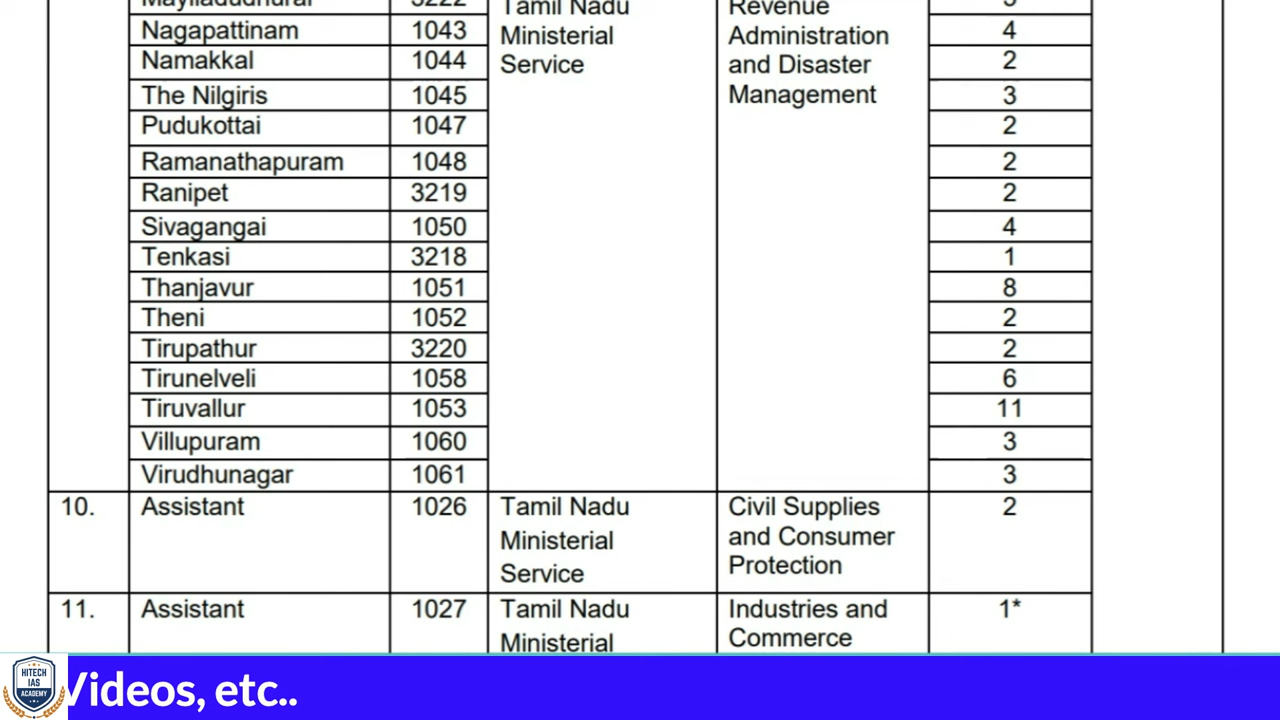 Mayiladudhurai 3222 Tamil Nadu Revenue 3
Nagapattinam 1043 Ministerial Administration 4
Namakkal 1044 Service and Disaster 2
The Nilgiris 1045 Management 3
Pudukottai 1047 2
Ramanathapuram 1048 2
Ranipet 3219 2
Sivagangai 1050 4
Tenkasi 3218 1
Thanjavur 1051 8
Theni 1052 2
Tirupathur 3220 2
Tirunelveli 1058 6
Tiruvallur 1053 11
Villupuram 1060 3
Virudhunagar 1061 3
10. Assistant 1026 Tamil Nadu Civil Supplies 2
Ministerial and Consumer
Service Protection
11. Assistant 1027 Tamil Nadu Industries and 1*
Ministerial Commerce
HITECH
IAS
ACADEMY
Videos, etc..